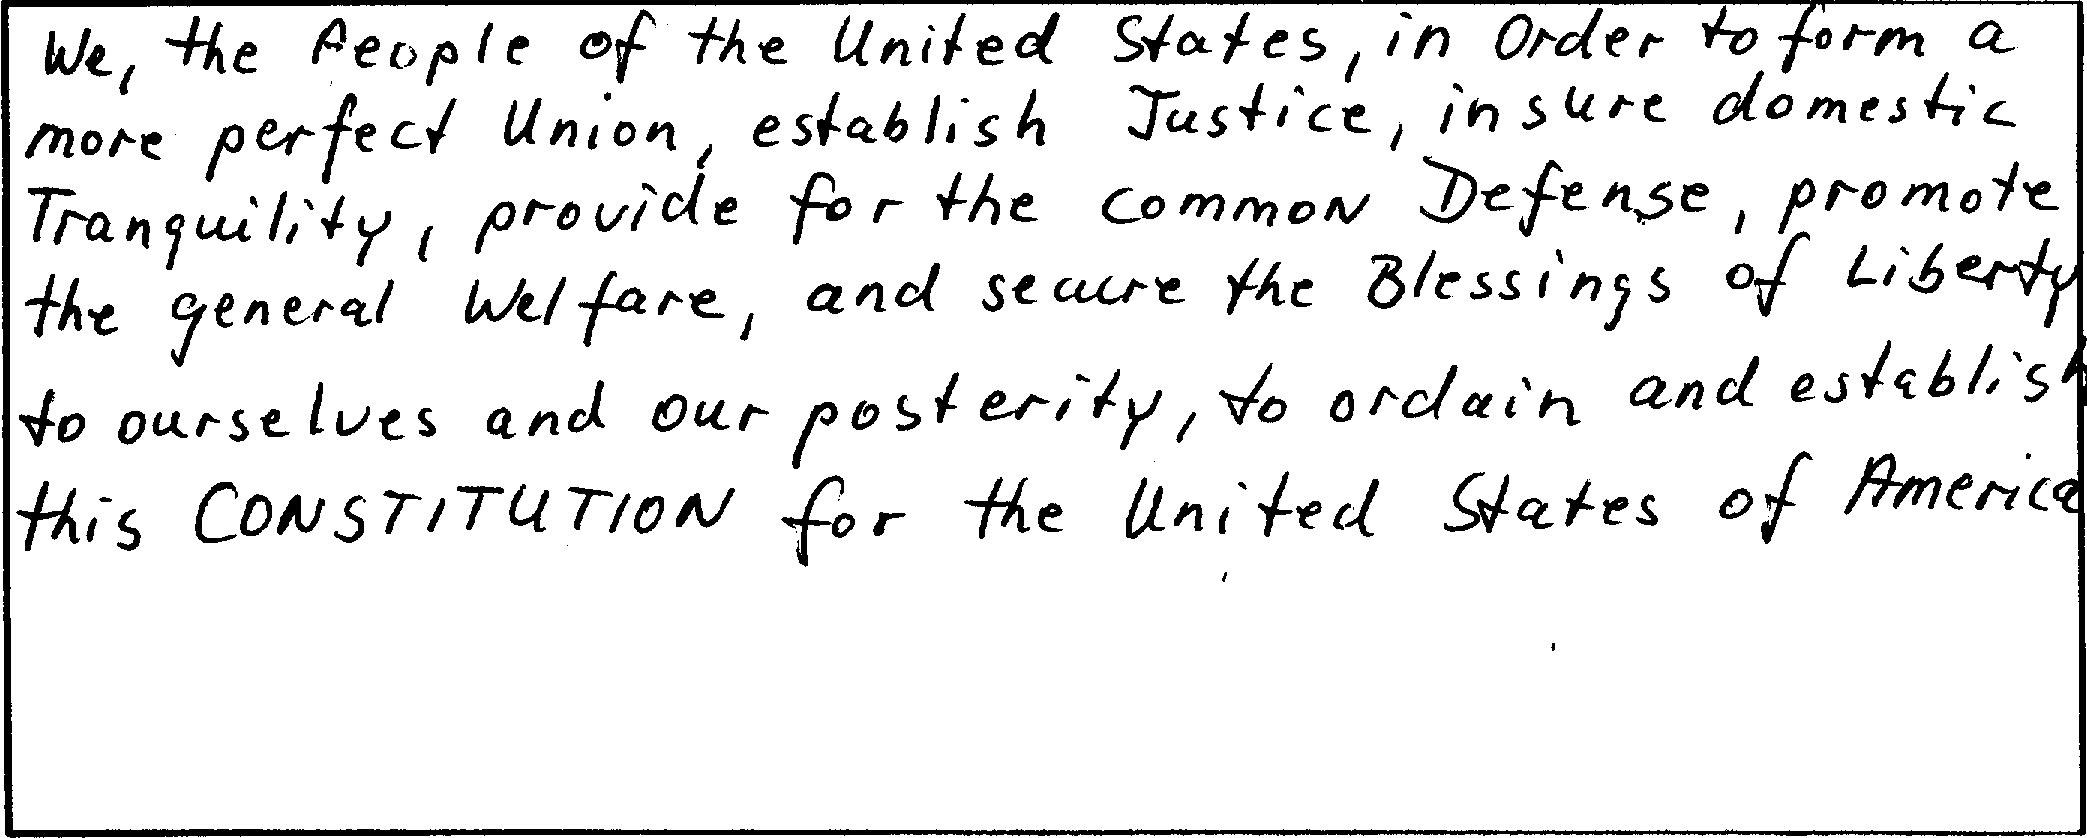 We, the People of the United States, in Order to form a
more perfect Union, establish Justice, insure domestic
Tranquility, provide for the common Defense, promote
the general Welfare, and secure the Blessings of Liberty
to ourselves and our posterity, to ordain and establish
this CONSTITUTION for the United States of America